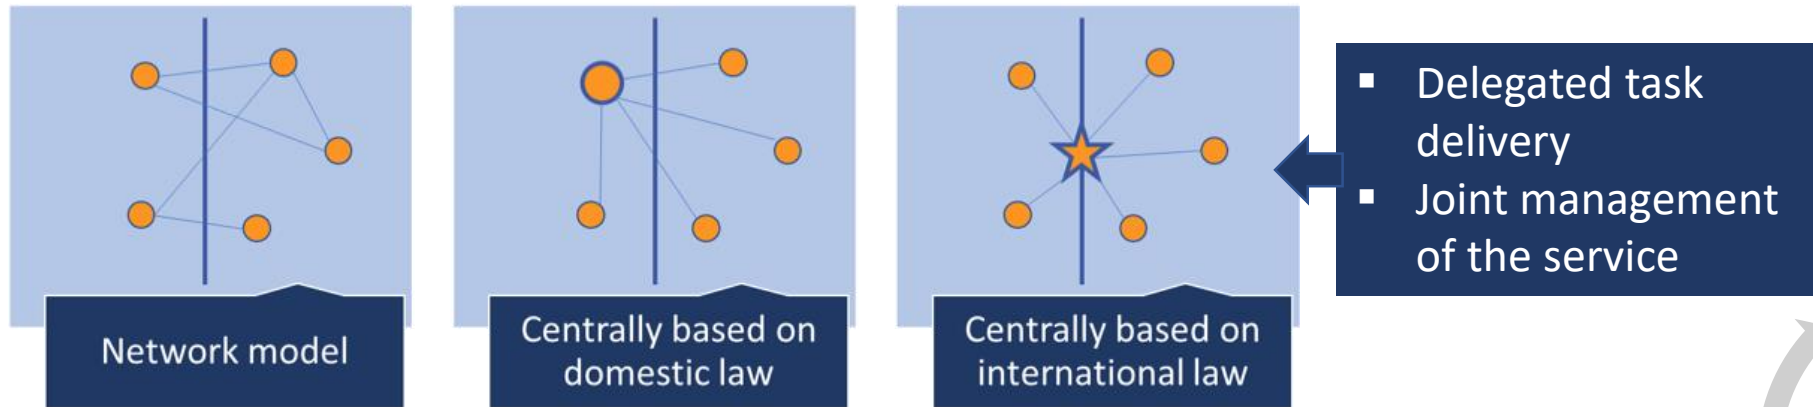 Network model
Centrally based on
domestic law
Centrally based on
international law
▪ Delegated task
delivery
▪ Joint management
of the service